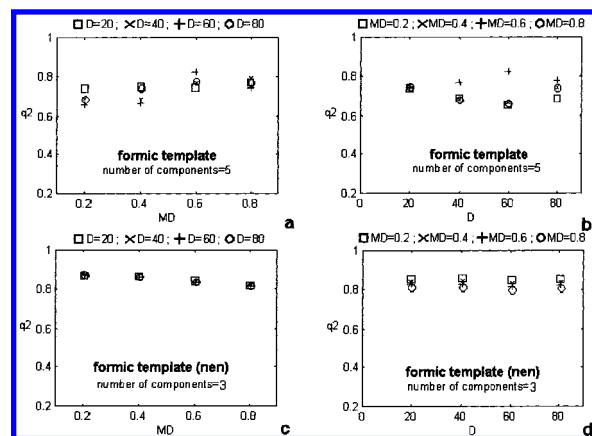 □ D=20 ; × D=40 ; + D=60 ; ○ D=80
1
0.8
q2
0.6
0.4
0.2
formic template
number of components=5
0.2 0.4 0.6 0.8
MD
a
□ MD=0.2 ; × MD=0.4 ; + MD=0.6 ; ○ MD=0.8
1
0.8
q2
0.6
0.4
0.2
formic template
number of components=5
0 20 40 60 80
D
b
□ D=20 ; × D=40 ; + D=60 ; ○ D=80
1
0.8
q2
0.6
0.4
0.2
formic template (nen)
number of components=3
0.2 0.4 0.6 0.8
MD
c
□ MD=0.2 ; × MD=0.4 ; + MD=0.6 ; ○ MD=0.8
1
0.8
q2
0.6
0.4
0.2
formic template (nen)
number of components=3
0 20 40 60 80
D
d